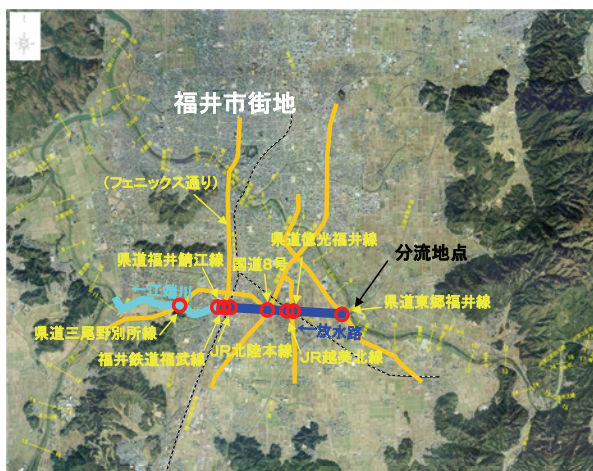 福井市街地
(フェニックス通り)
県道徳光福井線
分流地点
県道福井鯖江線
国道8号
一江端川
県道東郷福井線
県道三尾野別所線
←放水路
福井鉄道福武線
JR北陸本線
JR越美北線